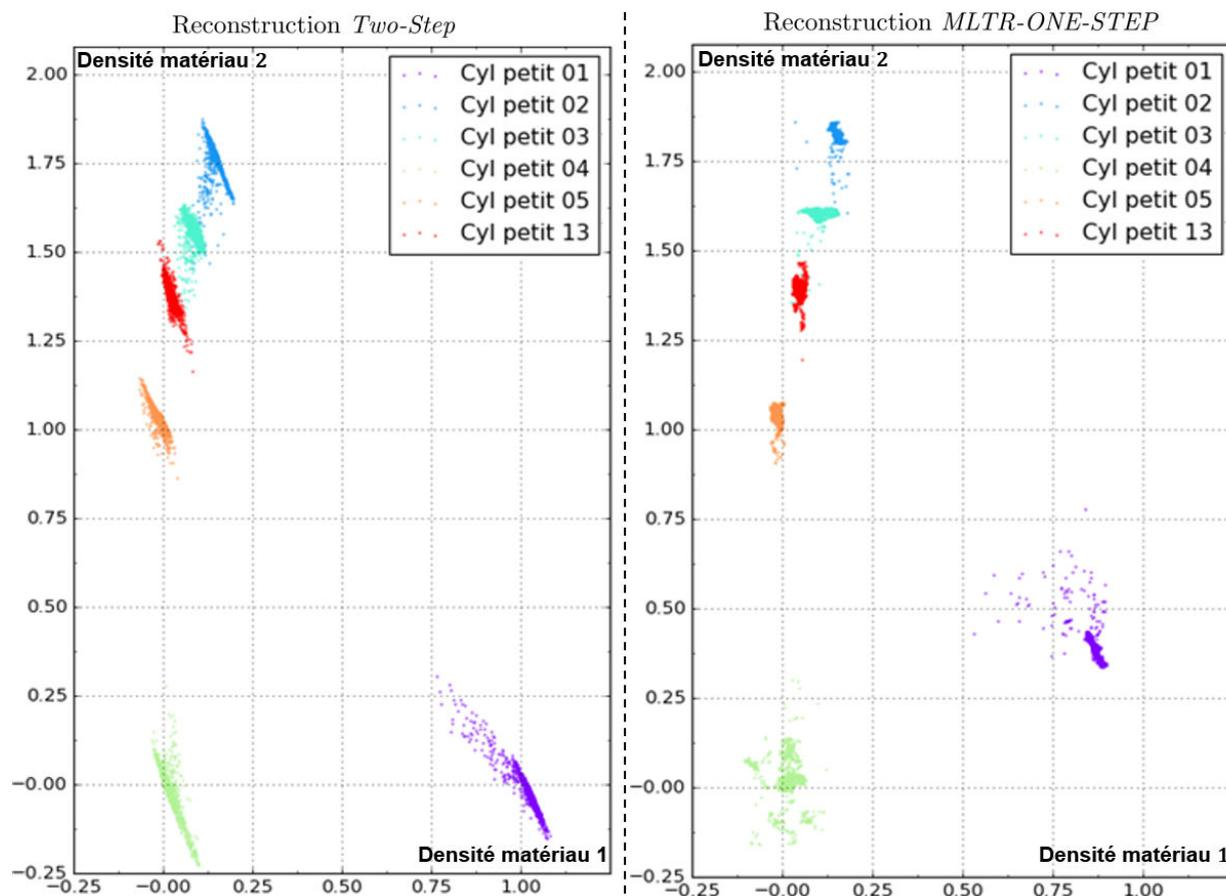 Reconstruction Two-Step
Densité matériau 2
2.00
1.75
1.50
1.25
1.00
0.75
0.50
0.25
−0.00
−0.25
−0.25
−0.00
0.25
0.50
0.75
1.00
Densité matériau 1
Cyl petit 01
Cyl petit 02
Cyl petit 03
Cyl petit 04
Cyl petit 05
Cyl petit 13
Reconstruction MLTR-ONE-STEP
Densité matériau 2
2.00
1.75
1.50
1.25
1.00
0.75
0.50
0.25
−0.00
−0.25
−0.25
0.00
0.25
0.50
0.75
1.00
Densité matériau 1
Cyl petit 01
Cyl petit 02
Cyl petit 03
Cyl petit 04
Cyl petit 05
Cyl petit 13